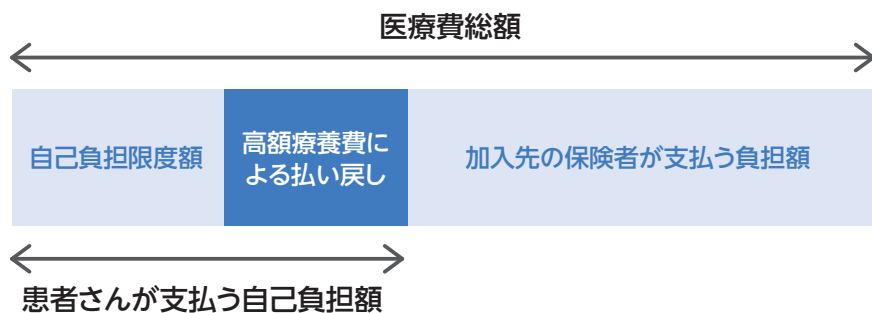 医療費総額
自己負担限度額
高額療養費に
よる払い戻し
加入先の保険者が支払う負担額
患者さんが支払う自己負担額